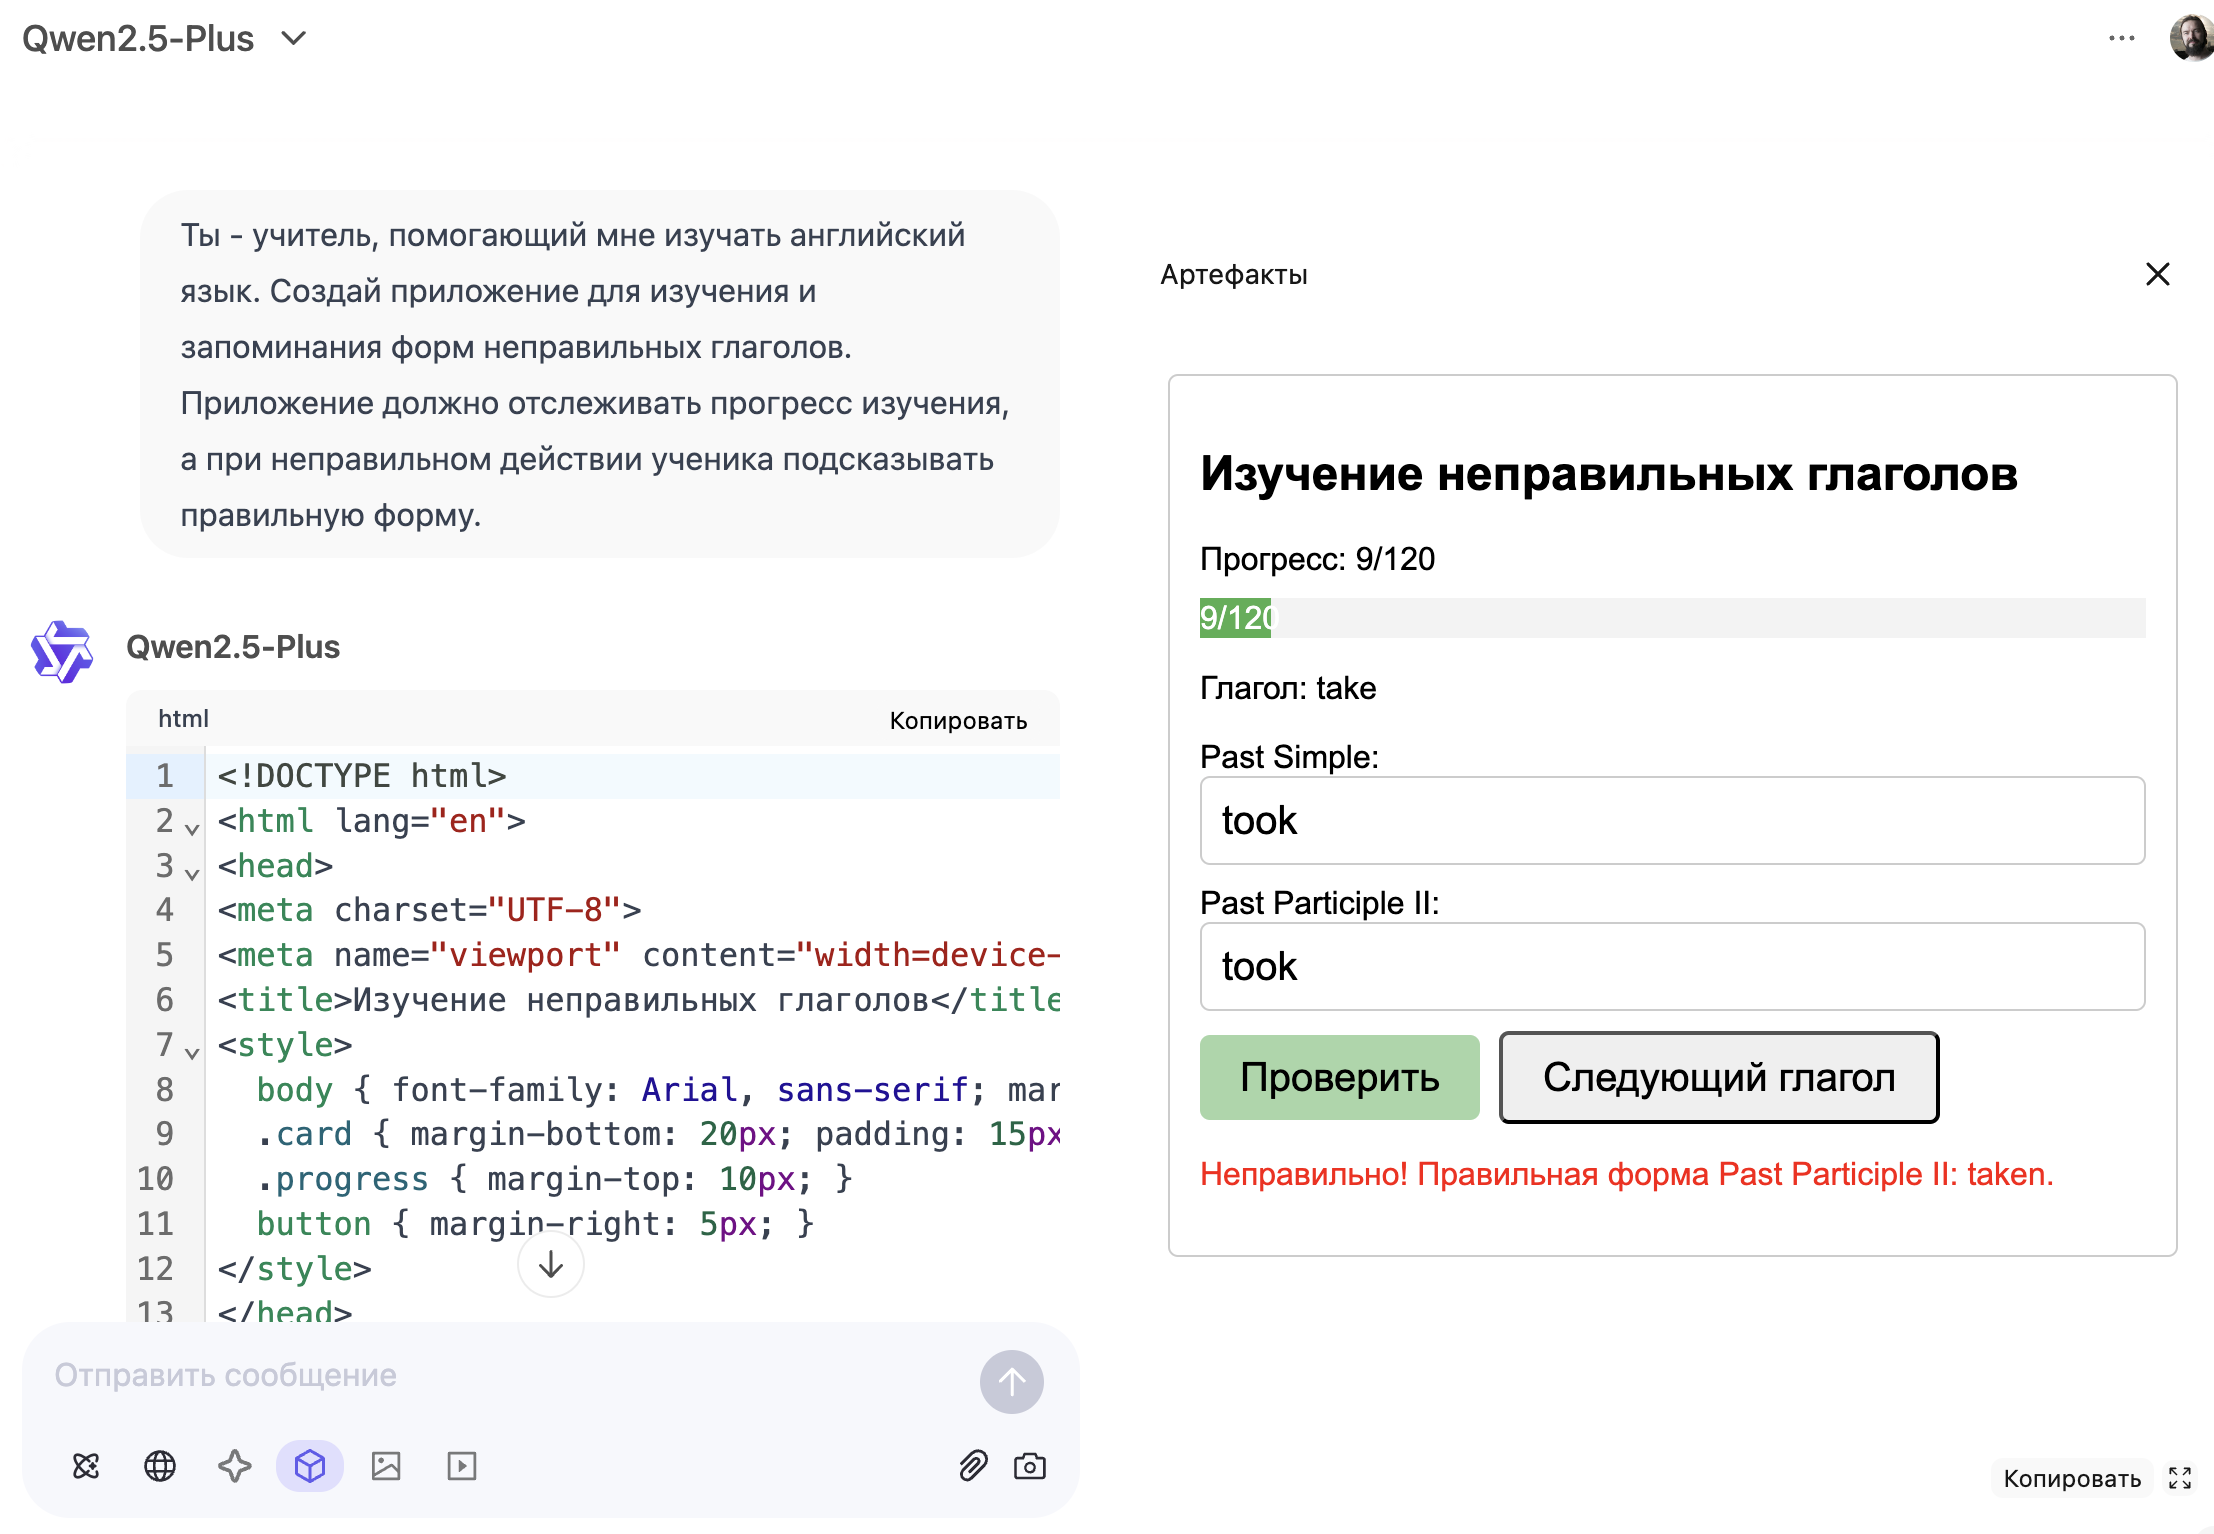 Qwen2.5-Plus
Ты - учитель, помогающий мне изучать английский
язык. Создай приложение для изучения и
запоминания форм неправильных глаголов.
Приложение должно отслеживать прогресс изучения,
а при неправильном действии ученика подсказывать
правильную форму.
Qwen2.5-Plus
html
Копировать
1 <!DOCTYPE html>
2 <html lang="en">
3 <head>
4 <meta charset="UTF-8">
5 <meta name="viewport" content="width=device-
6 <title>Изучение неправильных глаголов</title
7 <style>
8 body { font-family: Arial, sans-serif; mar
9 .card { margin-bottom: 20px; padding: 15px
10 .progress { margin-top: 10px; }
11 button { margin-right: 5px; }
12 </style>
13 </head>
Отправить сообщение
Артефакты
Изучение неправильных глаголов
Прогресс: 9/120
9/120
Глагол: take
Past Simple:
took
Past Participle II:
took
Проверить
Следующий глагол
Неправильно! Правильная форма Past Participle II: taken.
Копировать